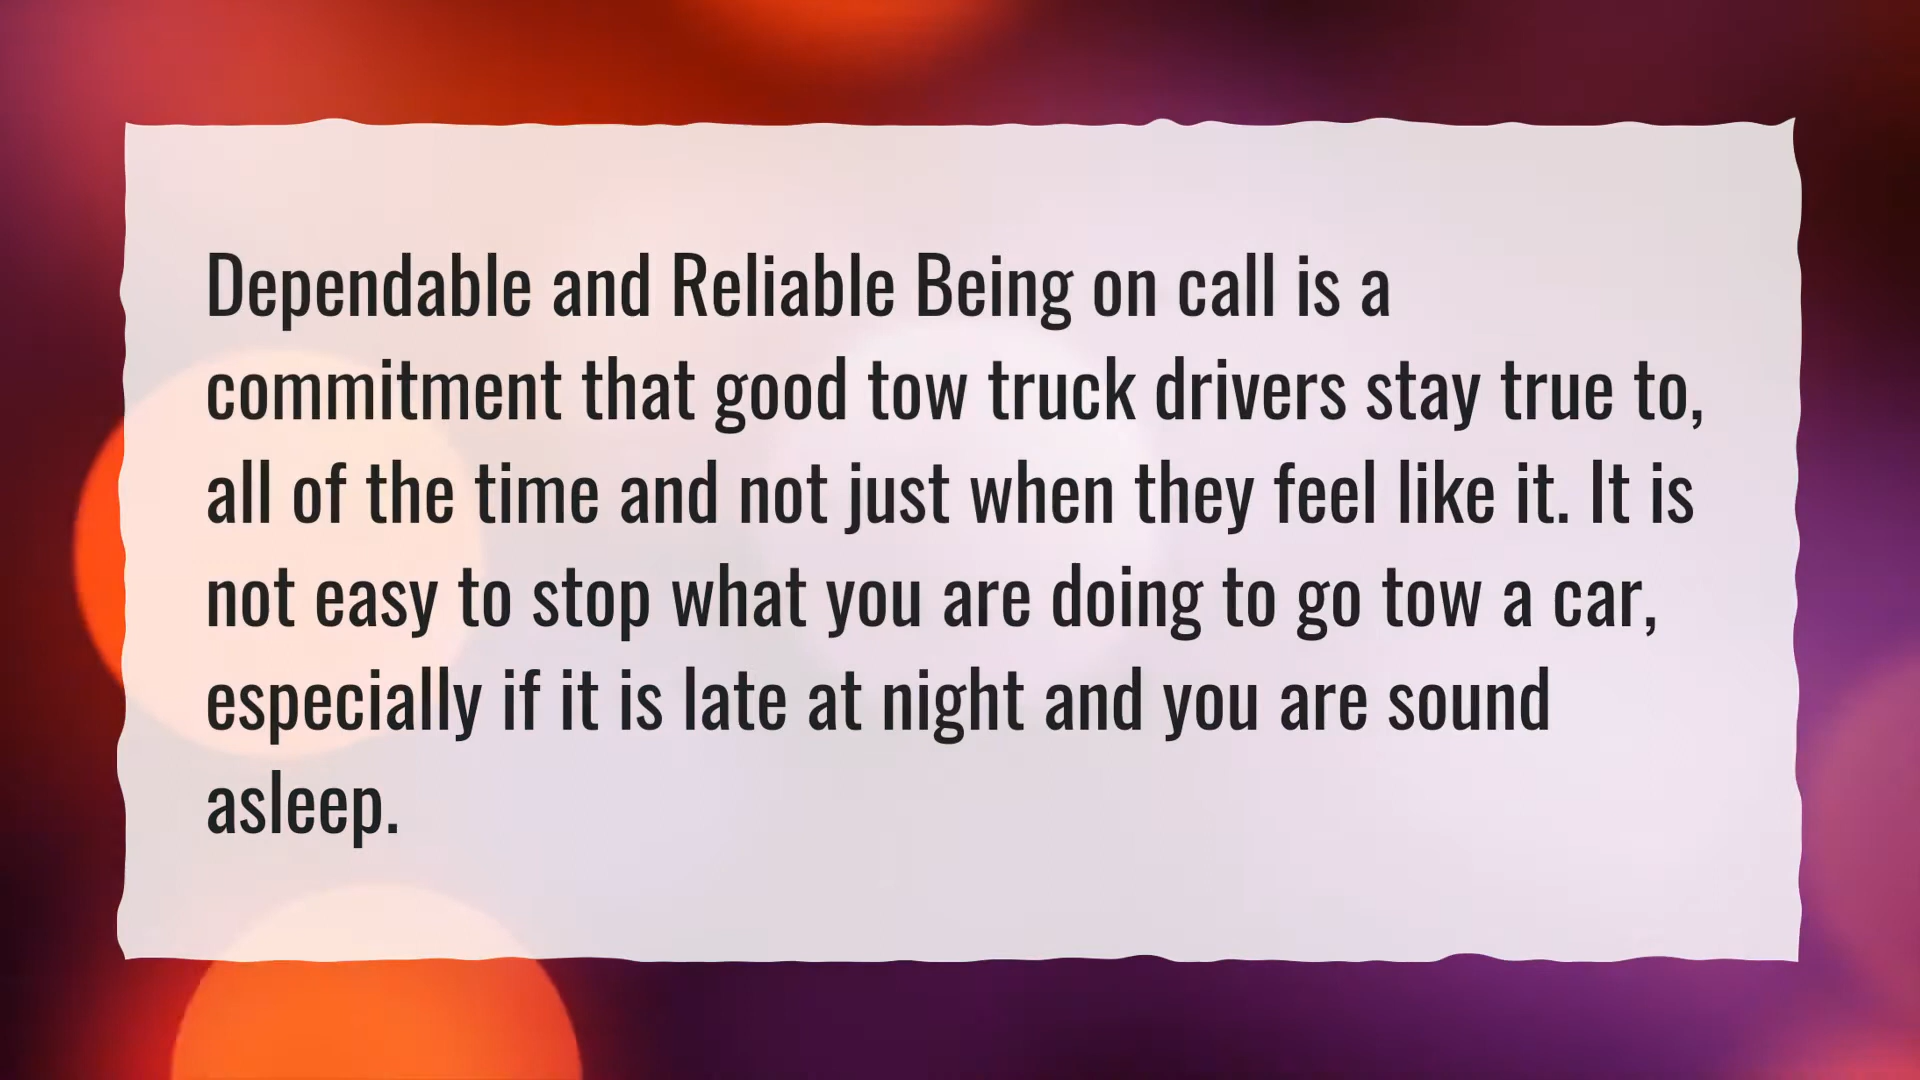 Dependable and Reliable Being on call is a
commitment that good tow truck drivers stay true to,
all of the time and not just when they feel like it. It is
not easy to stop what you are doing to go tow a car,
especially if it is late at night and you are sound
asleep.